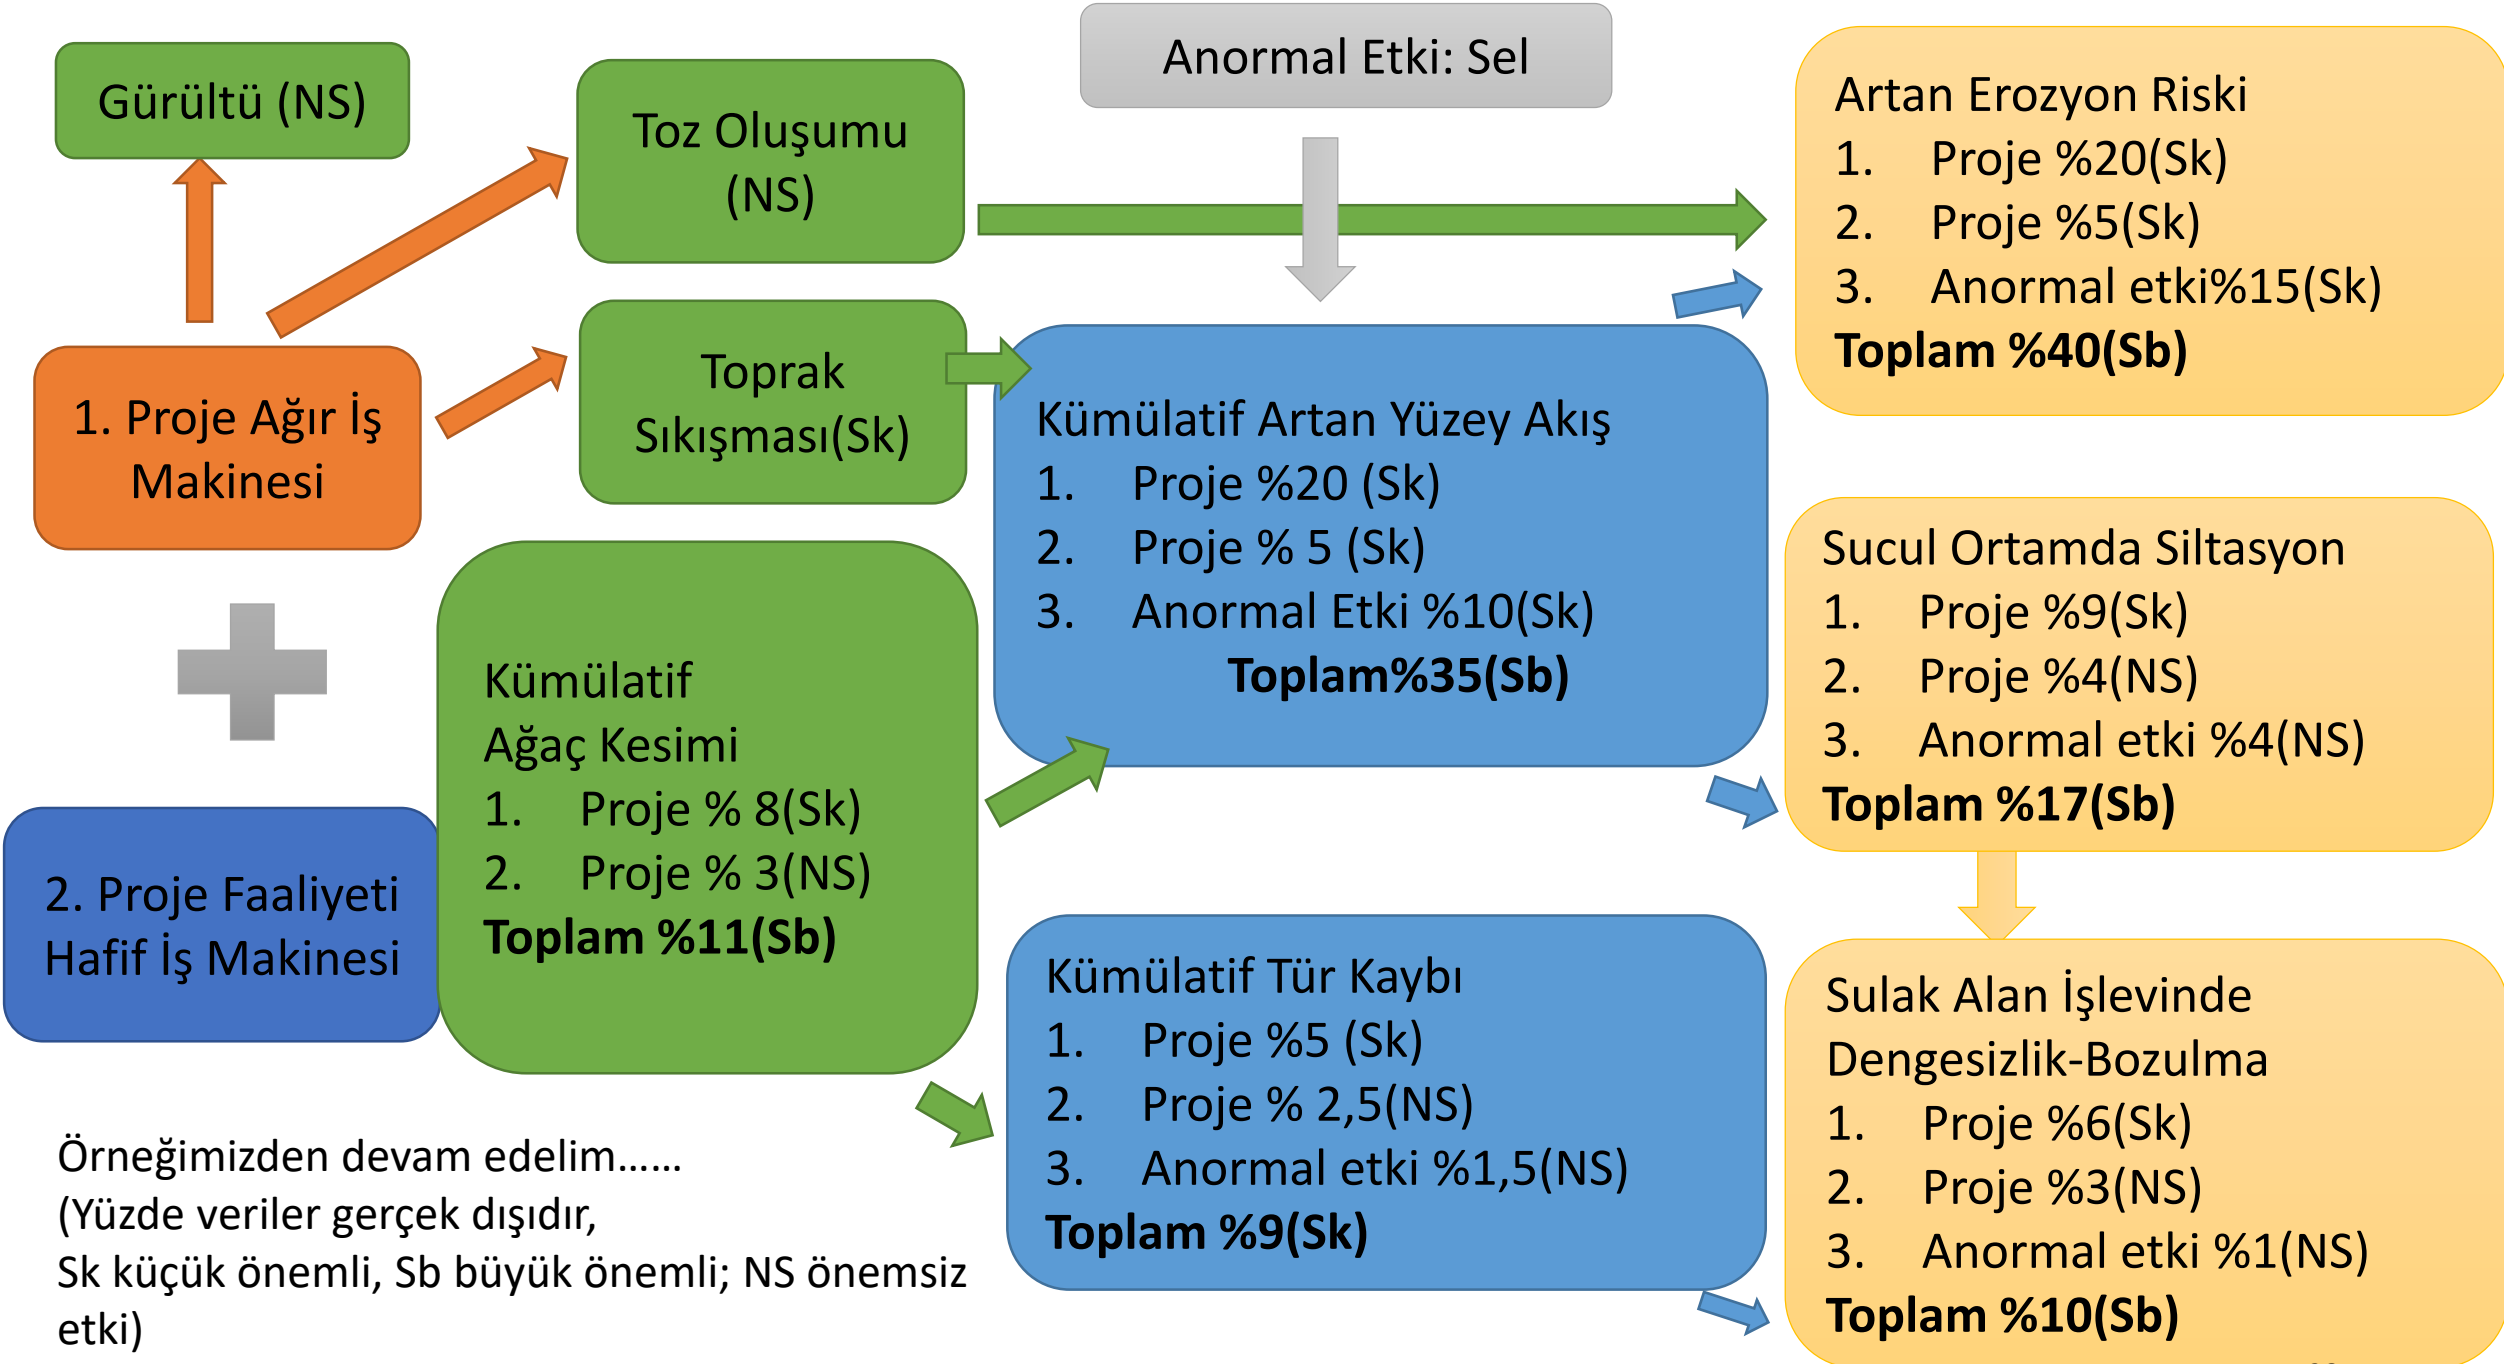 Anormal Etki: Sel
Gürültü (NS)
Toz Oluşumu
(NS)
Artan Erozyon Riski
1. Proje %20(Sk)
2. Proje %5(Sk)
3. Anormal etki%15(Sk)
Toplam %40(Sb)
1. Proje Ağır İş
Makinesi
Toprak
Sıkışması(Sk)
Kümülatif Artan Yüzey Akış
1. Proje %20 (Sk)
2. Proje % 5 (Sk)
3. Anormal Etki %10(Sk)
Toplam%35(Sb)
Sucul Ortamda Siltasyon
1. Proje %9(Sk)
2. Proje %4(NS)
3. Anormal etki %4(NS)
Toplam %17(Sb)
Kümülatif
Ağaç Kesimi
1. Proje % 8(Sk)
2. Proje % 3(NS)
Toplam %11(Sb)
2. Proje Faaliyeti
Hafif İş Makinesi
Kümülatif Tür Kaybı
1. Proje %5 (Sk)
2. Proje % 2,5(NS)
3. Anormal etki %1,5(NS)
Toplam %9(Sk)
Sulak Alan İşlevinde
Dengesizlik-Bozulma
1. Proje %6(Sk)
2. Proje %3(NS)
3. Anormal etki %1(NS)
Toplam %10(Sb)
Örneğimizden devam edelim......
(Yüzde veriler gerçek dışıdır,
Sk küçük önemli, Sb büyük önemli; NS önemsiz
etki)